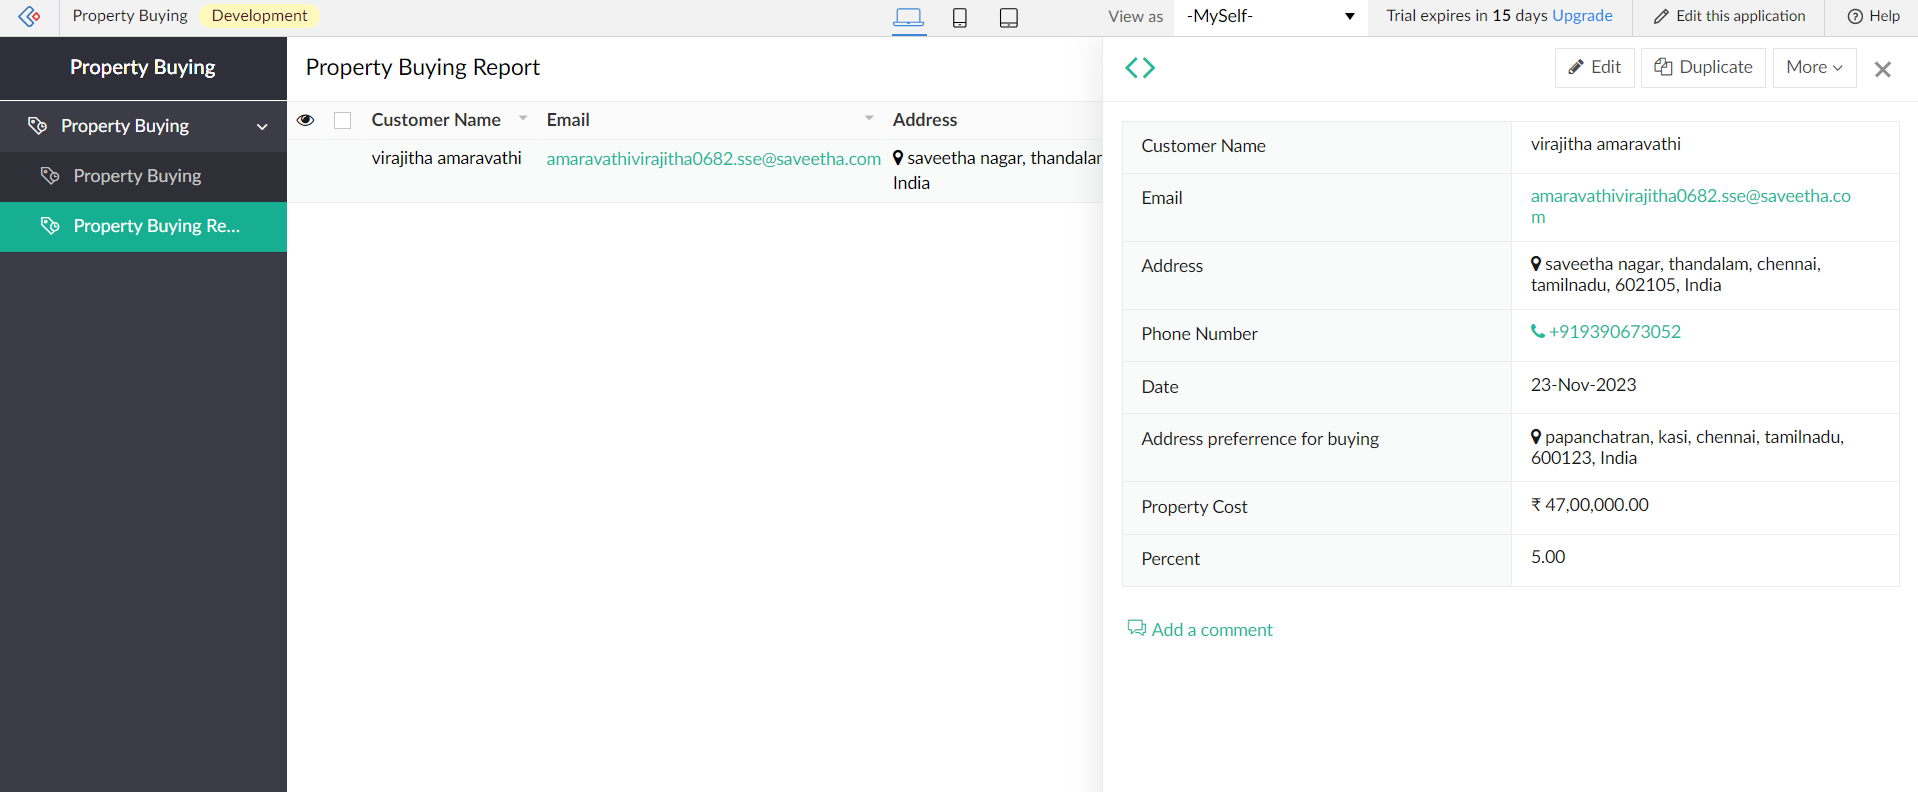 Property Buying Development View as -MySelf- Trial expires in 15 days Upgrade Edit this application Help
Property Buying
Property Buying
Property Buying
Property Buying Re...
Property Buying Report
Customer Name Email Address
virajitha amaravathi amaravathivirajitha0682.sse@saveetha.com saveetha nagar, thandalar
India
Edit Duplicate More
Customer Name virajitha amaravathi
Email amaravathivirajitha0682.sse@saveetha.co
m
Address saveetha nagar, thandalam, chennai,
tamilnadu, 602105, India
Phone Number +919390673052
Date 23-Nov-2023
Address preferrence for buying papanchatran, kasi, chennai, tamilnadu,
600123, India
Property Cost ₹ 47,00,000.00
Percent 5.00
Add a comment